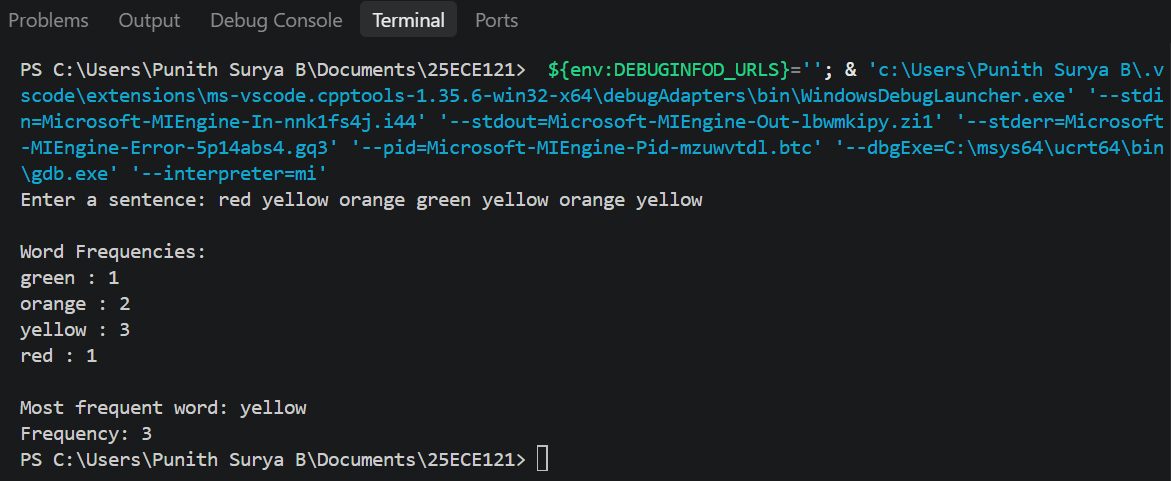 Problems Output Debug Console Terminal Ports
PS C:\Users\Punith Surya B\Documents\25ECE121>  ${env:DEBUGINFOD_URLS}=''; & 'c:\Users\Punith Surya B\.v
scode\extensions\ms-vscode.cpptools-1.35.6-win32-x64\debugAdapters\bin\WindowsDebugLauncher.exe' '--stdi
n=Microsoft-MIEngine-In-nnk1fs4j.i44' '--stdout=Microsoft-MIEngine-Out-lbwmkipy.zi1' '--stderr=Microsoft
-MIEngine-Error-5p14abs4.gq3' '--pid=Microsoft-MIEngine-Pid-mzuwvtdl.btc' '--dbgExe=C:\msys64\ucrt64\bin
\gdb.exe' '--interpreter=mi'
Enter a sentence: red yellow orange green yellow orange yellow
Word Frequencies:
green : 1
orange : 2
yellow : 3
red : 1
Most frequent word: yellow
Frequency: 3
PS C:\Users\Punith Surya B\Documents\25ECE121>